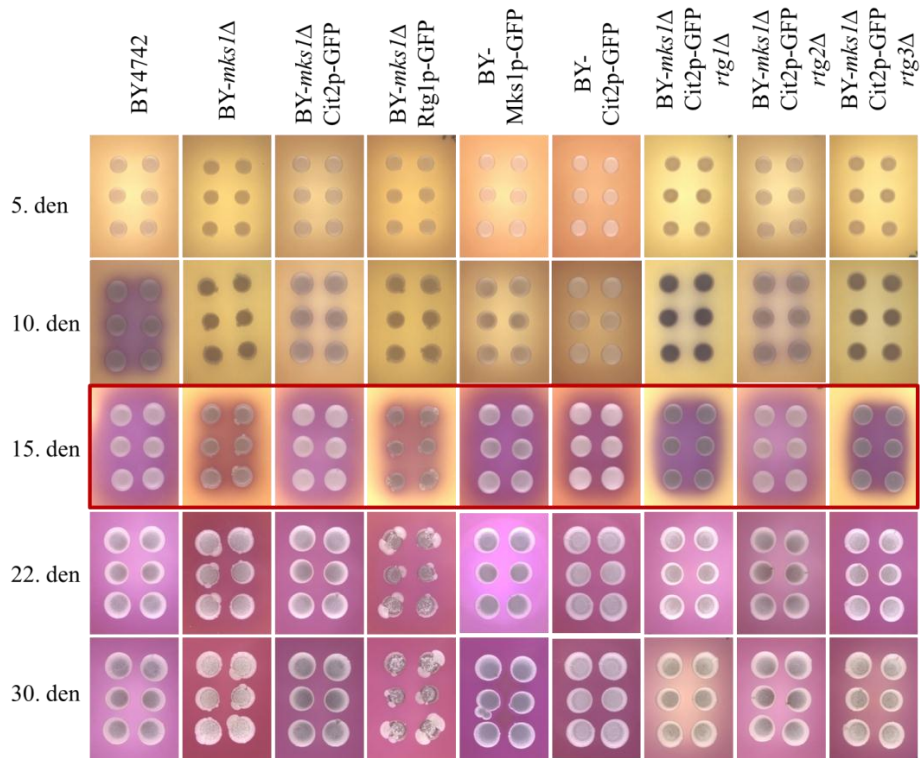 BY4742
BY-mks1Δ
BY-mks1Δ
Cit2p-GFP
BY-mks1Δ
Rtg1p-GFP
BY-
Mks1p-GFP
BY-
Cit2p-GFP
BY-mks1Δ
Cit2p-GFP
rtg1Δ
BY-mks1Δ
Cit2p-GFP
rtg2Δ
BY-mks1Δ
Cit2p-GFP
rtg3Δ
5. den
10. den
15. den
22. den
30. den